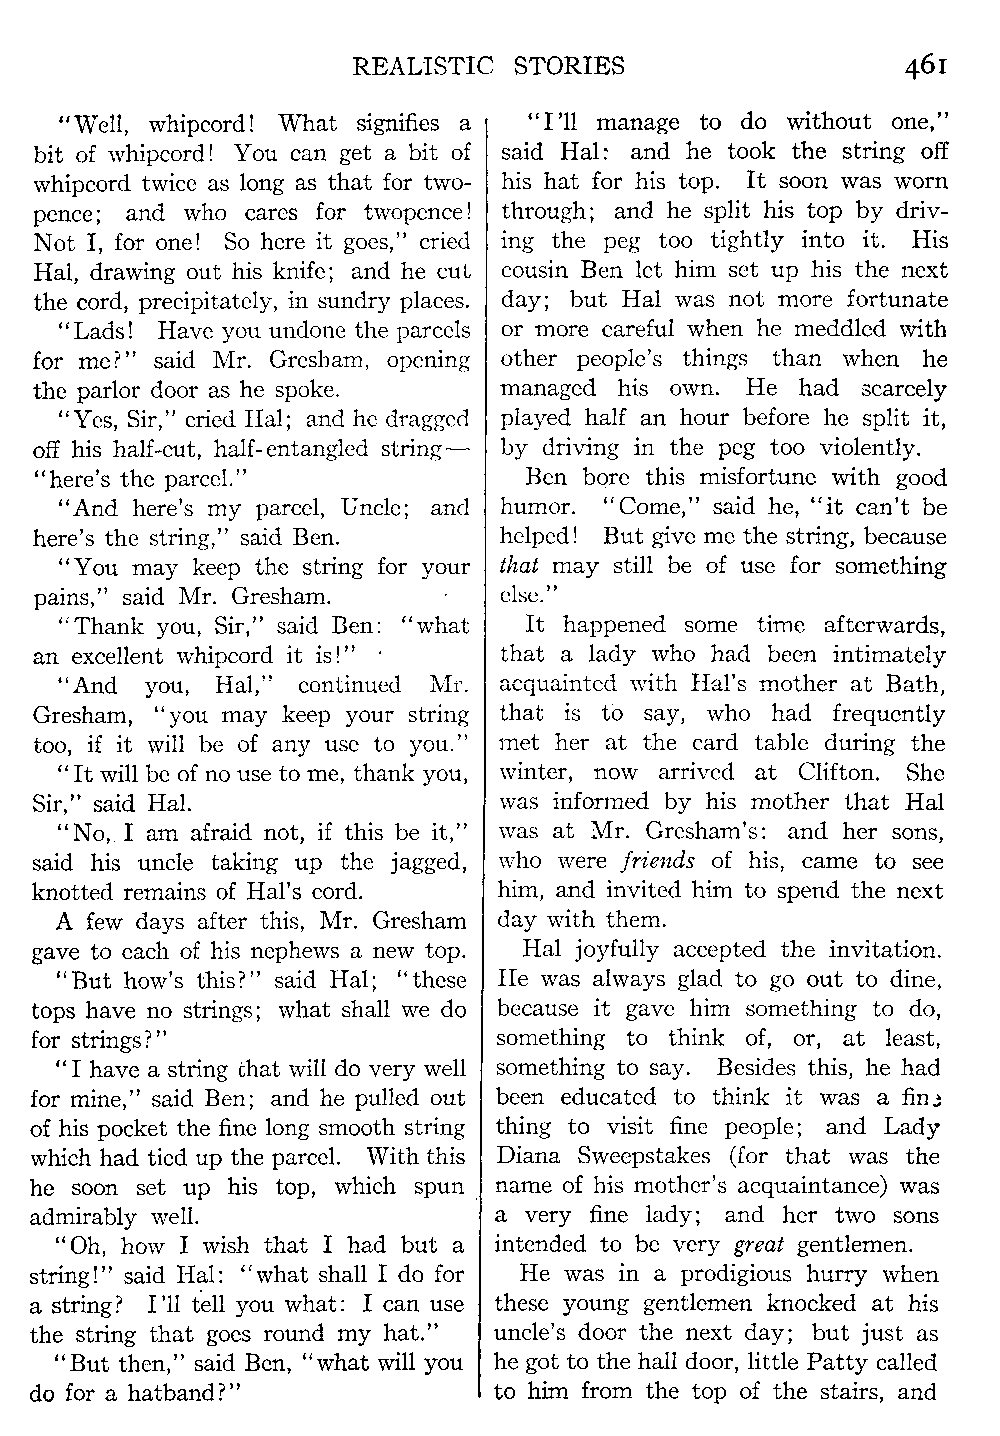 REALISTIC STORIES 461
"Well, whipcord! What signifies a
bit of whipcord! You can get a bit of
whipcord twice as long as that for two-
pence; and who cares for twopence!
Not I, for one! So here it goes," cried
Hal, drawing out his knife; and he cut
the cord, precipitately, in sundry places.
"Lads! Have you undone the parcels
for me?" said Mr. Gresham, opening
the parlor door as he spoke.
"Yes, Sir," cried Hal; and he dragged
off his half-cut, half-entangled string—
"here's the parcel."
"And here's my parcel, Uncle; and
here's the string," said Ben.
"You may keep the string for your
pains," said Mr. Gresham.
"Thank you, Sir," said Ben: "what
an excellent whipcord it is!"
"And you, Hal," continued Mr.
Gresham, "you may keep your string
too, if it will be of any use to you."
"It will be of no use to me, thank you,
Sir," said Hal.
"No, I am afraid not, if this be it,"
said his uncle taking up the jagged,
knotted remains of Hal's cord.
A few days after this, Mr. Gresham
gave to each of his nephews a new top.
"But how's this?" said Hal; "these
tops have no strings; what shall we do
for strings?"
"I have a string that will do very well
for mine," said Ben; and he pulled out
of his pocket the fine long smooth string
which had tied up the parcel. With this
he soon set up his top, which spun
admirably well.
"Oh, how I wish that I had but a
string!" said Hal: "what shall I do for
a string? I'll tell you what: I can use
the string that goes round my hat."
"But then," said Ben, "what will you
do for a hatband?"
"I'll manage to do without one,"
said Hal: and he took the string off
his hat for his top. It soon was worn
through; and he split his top by driv-
ing the peg too tightly into it. His
cousin Ben let him set up his the next
day; but Hal was not more fortunate
or more careful when he meddled with
other people's things than when he
managed his own. He had scarcely
played half an hour before he split it,
by driving in the peg too violently.
Ben bore this misfortune with good
humor. "Come," said he, "it can't be
helped! But give me the string, because
that may still be of use for something
else."
It happened some time afterwards,
that a lady who had been intimately
acquainted with Hal's mother at Bath,
that is to say, who had frequently
met her at the card table during the
winter, now arrived at Clifton. She
was informed by his mother that Hal
was at Mr. Gresham's: and her sons,
who were friends of his, came to see
him, and invited him to spend the next
day with them.
Hal joyfully accepted the invitation.
He was always glad to go out to dine,
because it gave him something to do,
something to think of, or, at least,
something to say. Besides this, he had
been educated to think it was a fine
thing to visit fine people; and Lady
Diana Sweepstakes (for that was the
name of his mother's acquaintance) was
a very fine lady; and her two sons
intended to be very great gentlemen.
He was in a prodigious hurry when
these young gentlemen knocked at his
uncle's door the next day; but just as
he got to the hall door, little Patty called
to him from the top of the stairs, and